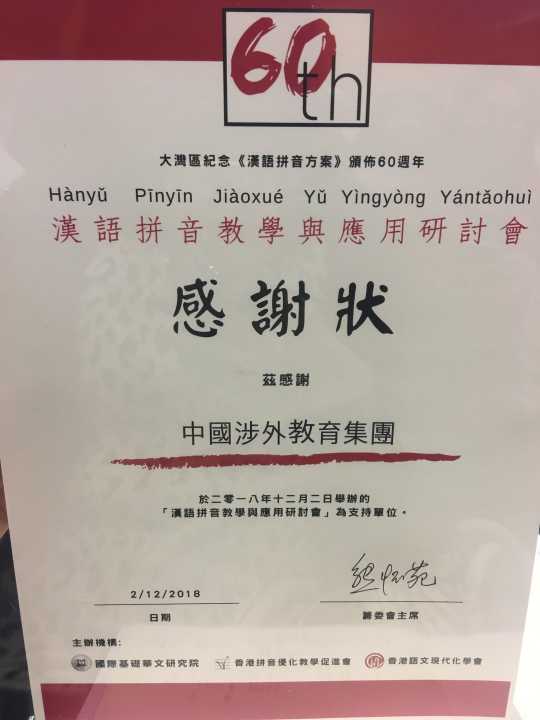 60th
大灣區紀念《漢語拼音方案》頒佈60週年
Hànyǔ Pīnyīn Jiàoxué Yǔ Yìngyòng Yántǎohuì
漢語拼音教學與應用研討會
感謝狀
茲感謝
中國涉外教育集團
於二零一八年十二月二日舉辦的
「漢語拼音教學與應用研討會」為支持單位。
2/12/2018
日期
籌委會主席
主辦機構:
國際基礎華文研究院 香港拼音優化教學促進會 香港語文現代化學會